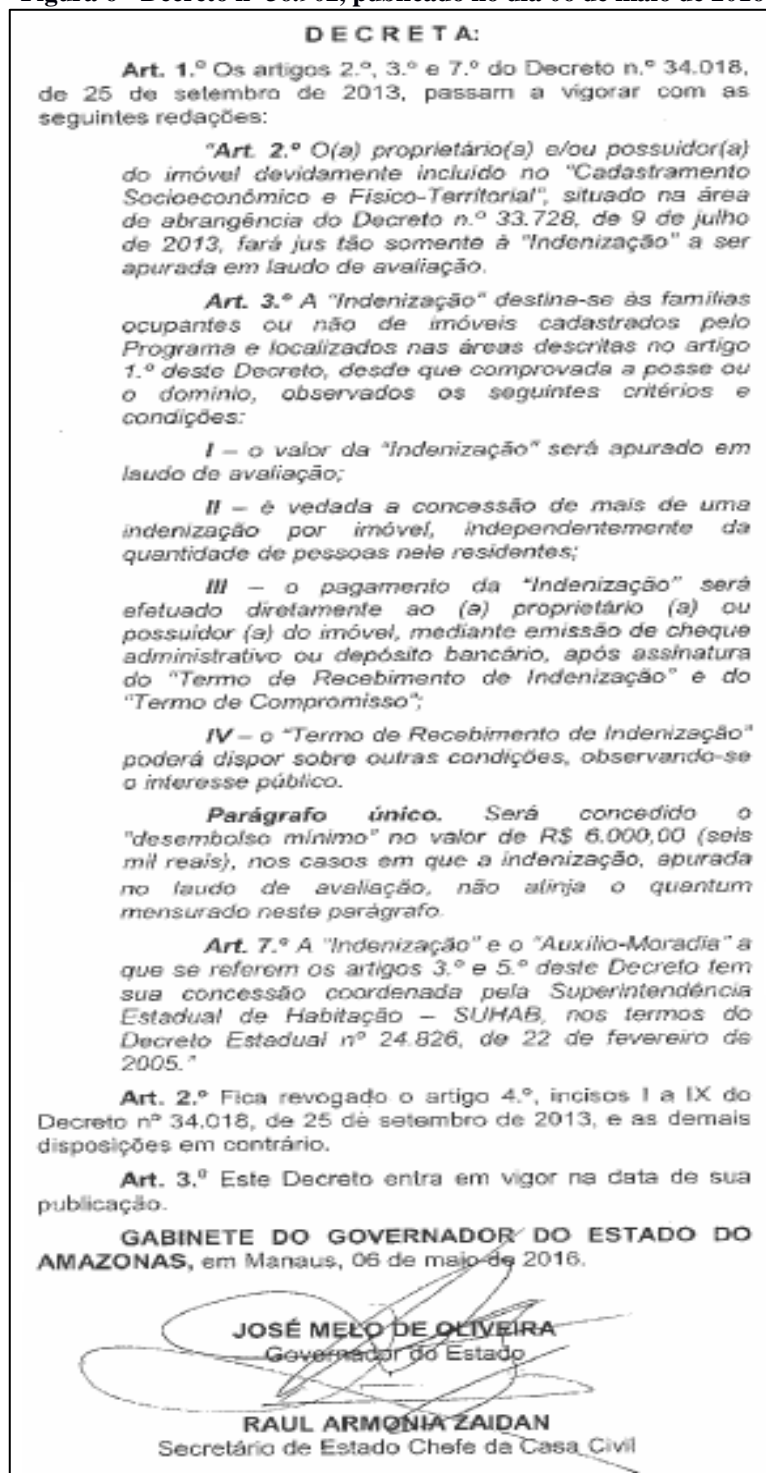 DECRETA:
Art. 1.º Os artigos 2.º, 3.º e 7.º do Decreto n.º 34.018,
de 25 de setembro de 2013, passam a vigorar com as
seguintes redações:
"Art. 2.º O(a) proprietário(a) e/ou possuidor(a)
do imóvel devidamente incluído no "Cadastramento
Socioeconômico e Físico-Territorial", situado na área
de abrangência do Decreto n.º 33.728, de 9 de julho
de 2013, fará jus tão somente à "Indenização" a ser
apurada em laudo de avaliação.
Art. 3.º A "Indenização" destina-se às famílias
ocupantes ou não de imóveis cadastrados pelo
Programa e localizados nas áreas descritas no artigo
1.º deste Decreto, desde que comprovada a posse ou
o domínio, observados os seguintes critérios e
condições:
I – o valor da "Indenização" será apurado em
laudo de avaliação;
II – é vedada a concessão de mais de uma
indenização por imóvel, independentemente da
quantidade de pessoas nele residentes;
III – o pagamento da "Indenização" será
efetuado diretamente ao (a) proprietário (a) ou
possuidor (a) do imóvel, mediante emissão de cheque
administrativo ou depósito bancário, após assinatura
do "Termo de Recebimento de Indenização" e do
"Termo de Compromisso";
IV – o "Termo de Recebimento de Indenização"
poderá dispor sobre outras condições, observando-se
o interesse público.
Parágrafo único. Será concedido o
"desembolso mínimo" no valor de R$ 6.000,00 (seis
mil reais), nos casos em que a indenização, apurada
no laudo de avaliação, não atinja o quantum
mensurado neste parágrafo.
Art. 7.º A "Indenização" e o "Auxílio-Moradia" a
que se referem os artigos 3.º e 5.º deste Decreto tem
sua concessão coordenada pela Superintendência
Estadual de Habitação – SUHAB, nos termos do
Decreto Estadual nº 24.826, de 22 de fevereiro de
2005."
Art. 2.º Fica revogado o artigo 4.º, incisos I a IX do
Decreto nº 34.018, de 25 de setembro de 2013, e as demais
disposições em contrário.
Art. 3.º Este Decreto entra em vigor na data de sua
publicação.
GABINETE DO GOVERNADOR DO ESTADO DO
AMAZONAS, em Manaus, 06 de maio de 2016.
JOSÉ MELO DE OLIVEIRA
Governador do Estado
RAUL ARMONIA ZAIDAN
Secretário de Estado Chefe da Casa Civil